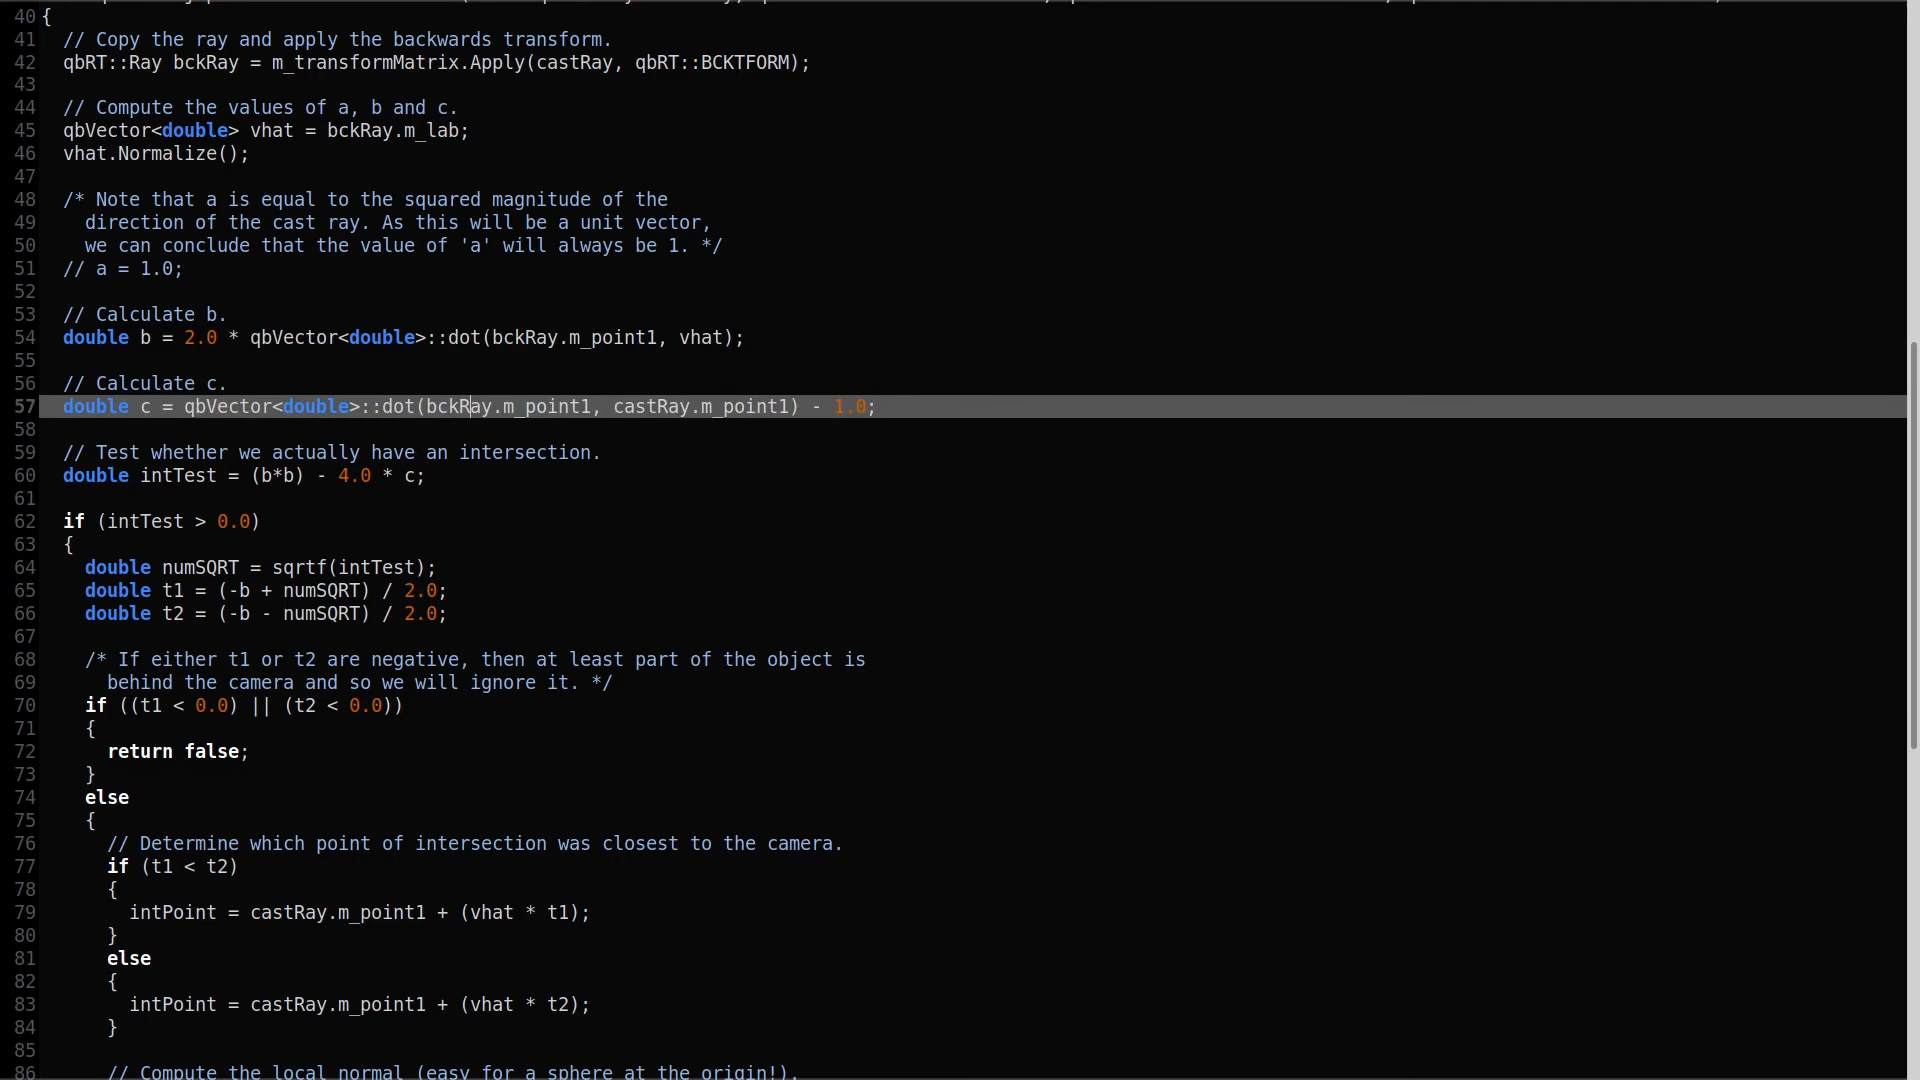 40 {
41 // Copy the ray and apply the backwards transform.
42 qbRT::Ray bckRay = m_transformMatrix.Apply(castRay, qbRT::BCKTFORM);
43
44 // Compute the values of a, b and c.
45 qbVector<double> vhat = bckRay.m_lab;
46 vhat.Normalize();
47
48 /* Note that a is equal to the squared magnitude of the
49 direction of the cast ray. As this will be a unit vector,
50 we can conclude that the value of 'a' will always be 1. */
51 // a = 1.0;
52
53 // Calculate b.
54 double b = 2.0 * qbVector<double>::dot(bckRay.m_point1, vhat);
55
56 // Calculate c.
57 double c = qbVector<double>::dot(bckRay.m_point1, castRay.m_point1) - 1.0;
58
59 // Test whether we actually have an intersection.
60 double intTest = (b*b) - 4.0 * c;
61
62 if (intTest > 0.0)
63 {
64 double numSQRT = sqrtf(intTest);
65 double t1 = (-b + numSQRT) / 2.0;
66 double t2 = (-b - numSQRT) / 2.0;
67
68 /* If either t1 or t2 are negative, then at least part of the object is
69 behind the camera and so we will ignore it. */
70 if ((t1 < 0.0) || (t2 < 0.0))
71 {
72 return false;
73 }
74 else
75 {
76 // Determine which point of intersection was closest to the camera.
77 if (t1 < t2)
78 {
79 intPoint = castRay.m_point1 + (vhat * t1);
80 }
81 else
82 {
83 intPoint = castRay.m_point1 + (vhat * t2);
84 }
85
86 // Compute the local normal (easy for a sphere at the origin!).